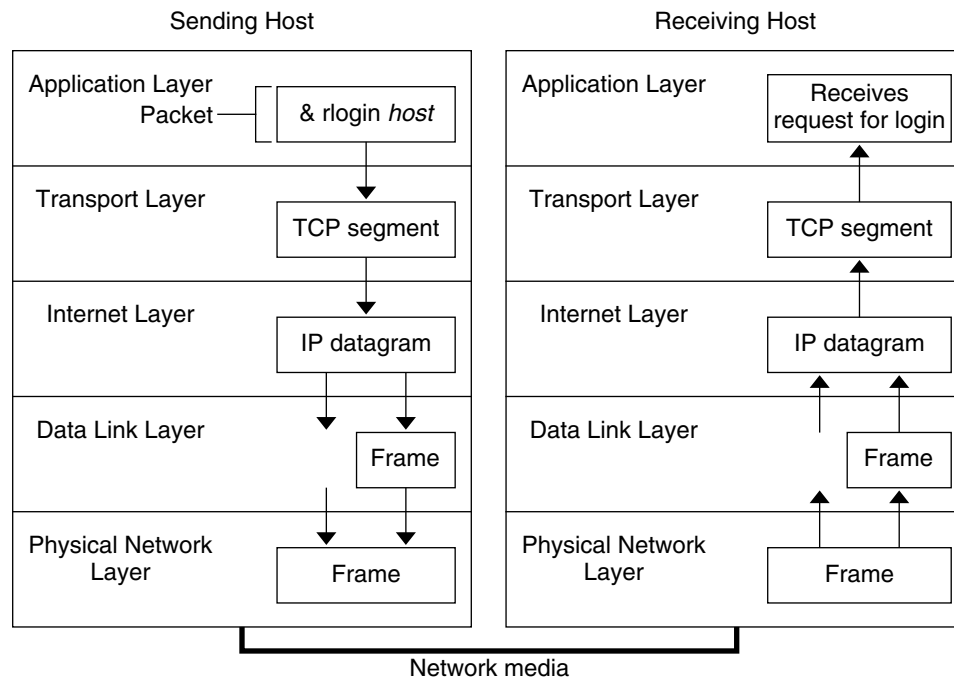 Sending Host
Receiving Host
Application Layer
Packet
& rlogin host
Transport Layer
TCP segment
Internet Layer
IP datagram
Data Link Layer
Frame
Physical Network
Layer
Frame
Application Layer
Receives
request for login
Transport Layer
TCP segment
Internet Layer
IP datagram
Data Link Layer
Frame
Physical Network
Layer
Frame
Network media